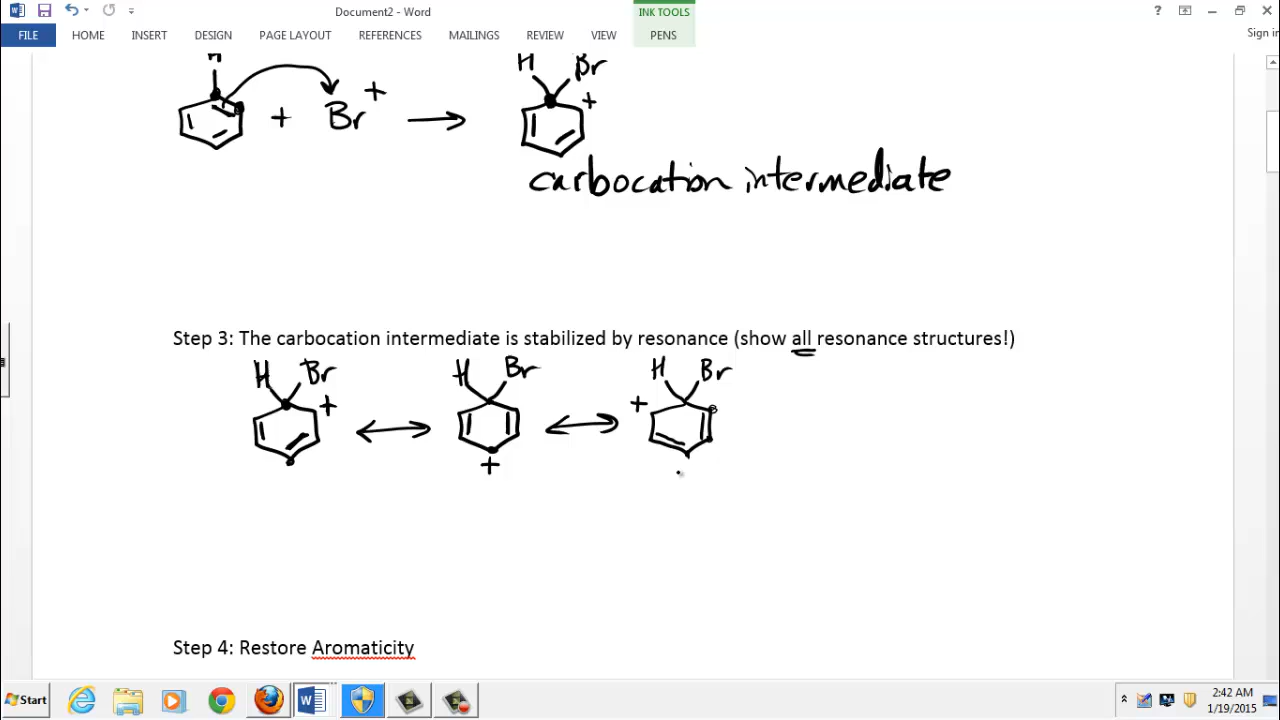 Document2 - Word
INK TOOLS
?
FILE
HOME
INSERT
DESIGN
PAGE LAYOUT
REFERENCES
MAILINGS
REVIEW
VIEW
PENS
Sign in
H
+ Br +
H Br
+
carbocation intermediate
Step 3: The carbocation intermediate is stabilized by resonance (show all resonance structures!)
H Br
+
H Br
+
H Br
+
Step 4: Restore Aromaticity
Start
2:42 AM
1/19/2015